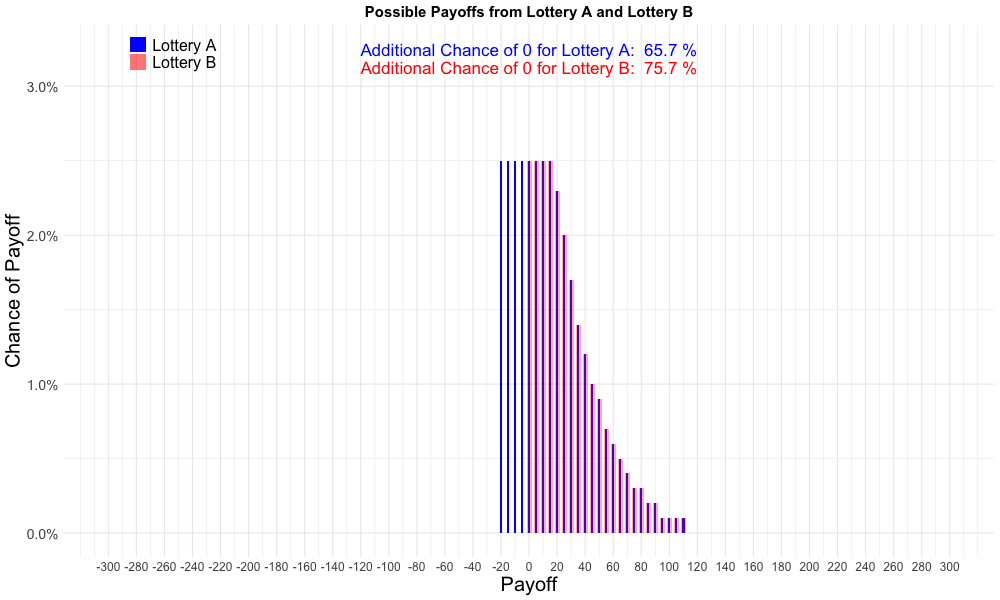 Possible Payoffs from Lottery A and Lottery B
Lottery A
Lottery B
Additional Chance of 0 for Lottery A: 65.7 %
Additional Chance of 0 for Lottery B: 75.7 %
Chance of Payoff
3.0%
2.0%
1.0%
0.0%
-300 -280 -260 -240 -220 -200 -180 -160 -140 -120 -100 -80 -60 -40 -20 0 20 40 60 80 100 120 140 160 180 200 220 240 260 280 300
Payoff